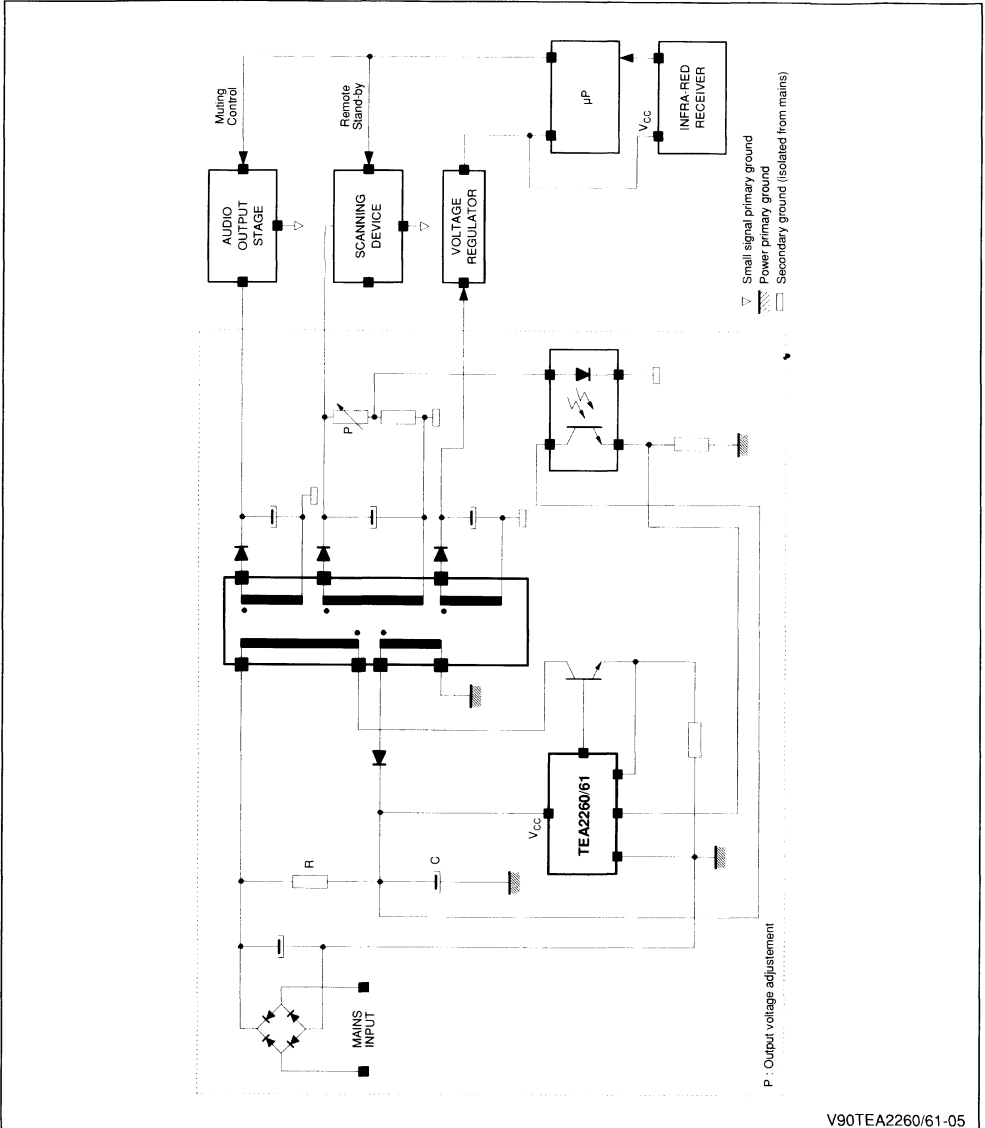 Muting
Control
Remote
Stand-by
AUDIO
OUTPUT
STAGE
SCANNING
DEVICE
VOLTAGE
REGULATOR
µP
VCC
INFRA-RED
RECEIVER
Small signal primary ground
Power primary ground
Secondary ground (isolated from mains)
P
R
C
VCC
TEA2260/61
MAINS
INPUT
P : Output voltage adjustement
V90TEA2260/61-05